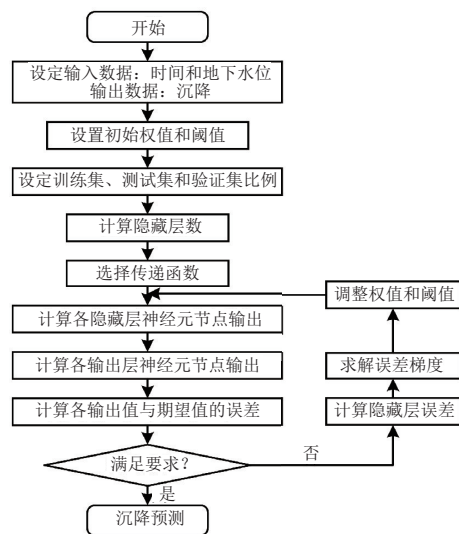 开始
设定输入数据：时间和地下水位
输出数据：沉降
设置初始权值和阈值
设定训练集、测试集和验证集比例
计算隐藏层数
选择传递函数
计算各隐藏层神经元节点输出
计算各输出层神经元节点输出
计算各输出值与期望值的误差
满足要求？
否
计算隐藏层误差
求解误差梯度
调整权值和阈值
是
沉降预测